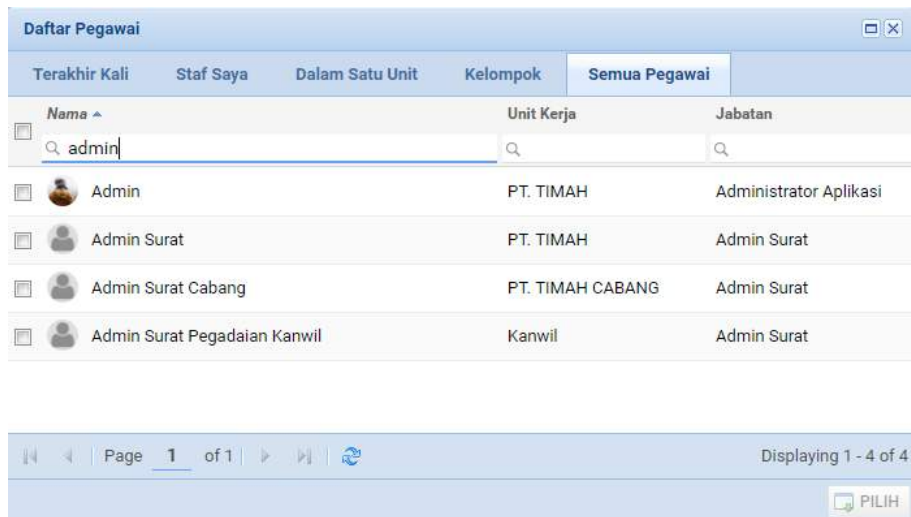 Daftar Pegawai
Terakhir Kali Staf Saya Dalam Satu Unit Kelompok Semua Pegawai
Nama Unit Kerja Jabatan
admin
Admin PT. TIMAH Administrator Aplikasi
Admin Surat PT. TIMAH Admin Surat
Admin Surat Cabang PT. TIMAH CABANG Admin Surat
Admin Surat Pegadaian Kanwil Kanwil Admin Surat
Page 1 of 1 Displaying 1 - 4 of 4
PILIH